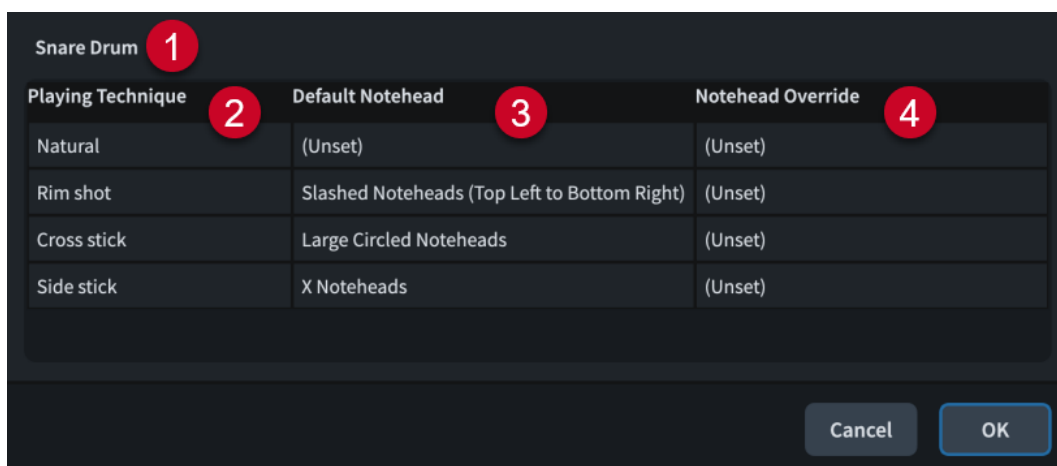 Snare Drum 1
Playing Technique 2 Default Notehead 3 Notehead Override 4
Natural (Unset) (Unset)
Rim shot Slashed Noteheads (Top Left to Bottom Right) (Unset)
Cross stick Large Circled Noteheads (Unset)
Side stick X Noteheads (Unset)
Cancel OK